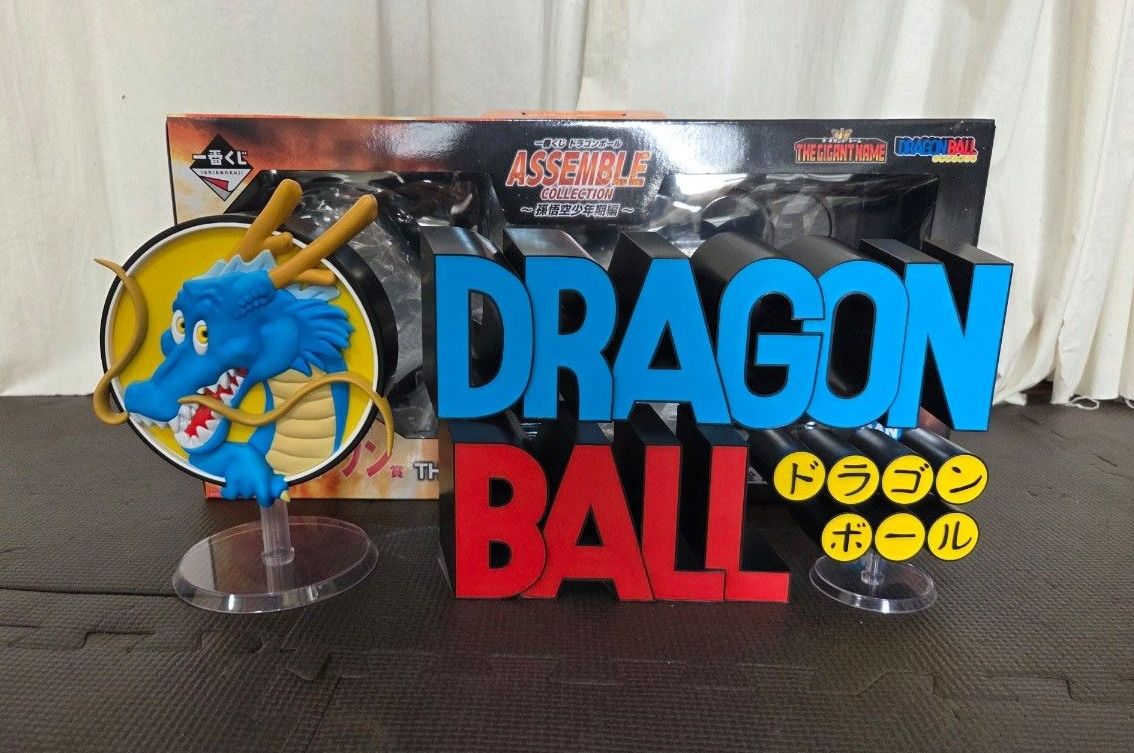 一番くじ
ichibankuji
一番くじ ドラゴンボール
ASSEMBLE
COLLECTION
～孫悟空少年期編～
THE GIGANT NAME
DRAGON BALL
DRAGON
BALL
ドラゴン
ボール
ン賞 TH